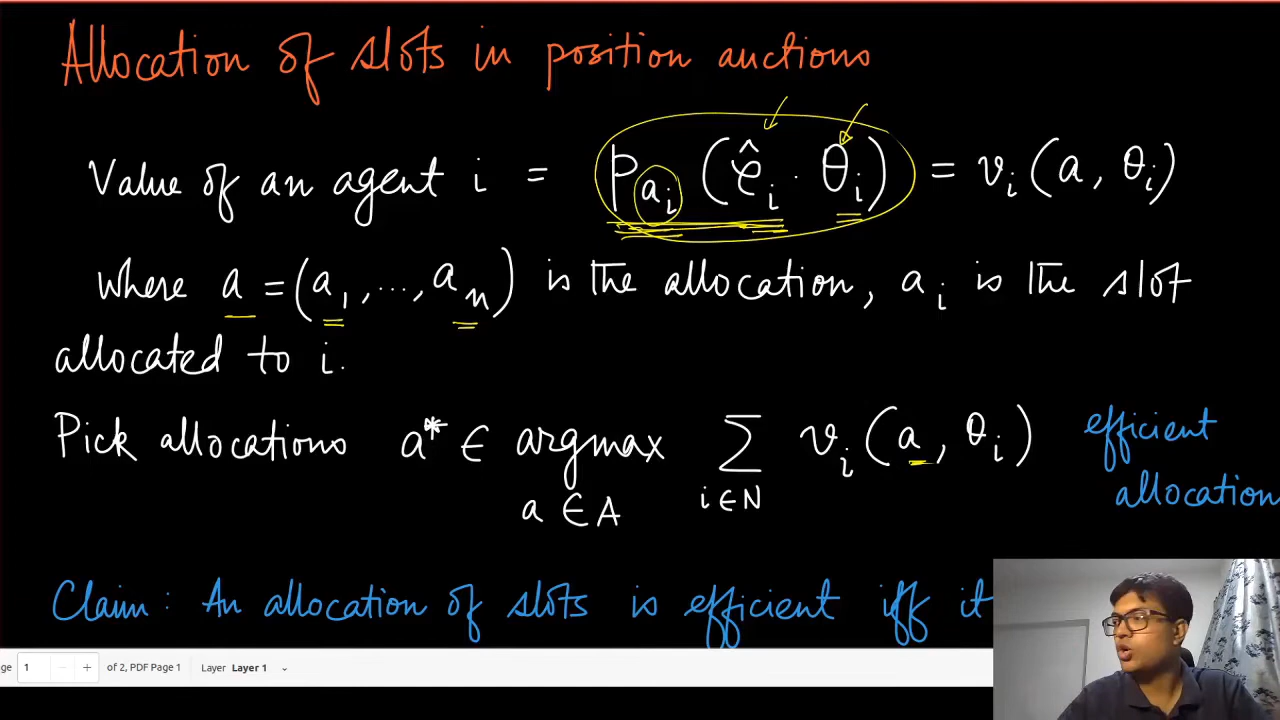 Allocation of slots in position auctions
Value of an agent i = p_{a_i} (ê_i · θ_i) = v_i (a, θ_i)
where a = (a_1, ..., a_n) is the allocation, a_i is the slot
allocated to i.
Pick allocations a* ∈ argmax_{a ∈ A} ∑_{i ∈ N} v_i (a, θ_i) efficient
allocation
Claim: An allocation of slots is efficient iff it
1 of 2, PDF Page 1 Layer Layer 1